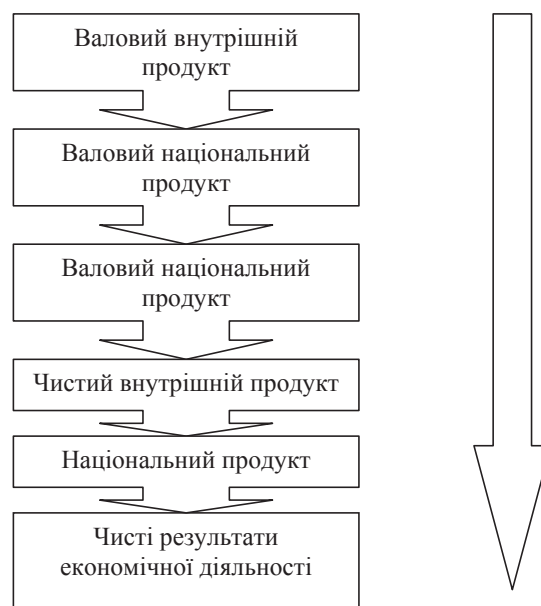 Валовий внутрішній
продукт
Валовий національний
продукт
Валовий національний
продукт
Чистий внутрішній продукт
Національний продукт
Чисті результати
економічної діяльності